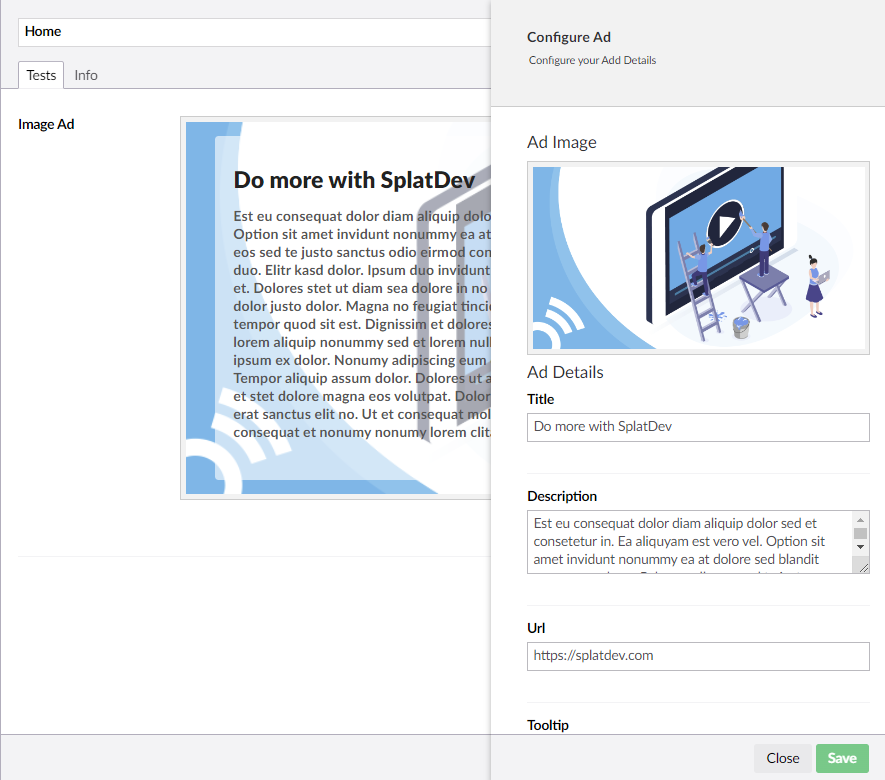 Home
Tests Info
Image Ad
Do more with SplatDev
Est eu consequat dolor diam aliquip dolo
Option sit amet invidunt nonummy ea at
eos sed te justo sanctus odio eirmod con
duo. Elitr kasd dolor. Ipsum duo invidunt
et. Dolores stet ut diam sea dolore in no
dolor justo dolor. Magna no feugiat tinci
tempor quod sit est. Dignissim et dolores
lorem aliquip nonummy sed et lorem null
ipsum ex dolor. Nonumy adipiscing eum
Tempor aliquip assum dolor. Dolores ut a
et stet dolore magna eos volutpat. Dolor
erat sanctus elit no. Ut et consequat mol
consequat et nonumy nonumy lorem clita
Configure Ad
Configure your Add Details
Ad Image
Ad Details
Title
Do more with SplatDev
Description
Est eu consequat dolor diam aliquip dolor sed et
consetetur in. Ea aliquyam est vero vel. Option sit
amet invidunt nonummy ea at dolore sed blandit
Url
https://splatdev.com
Tooltip
Close Save